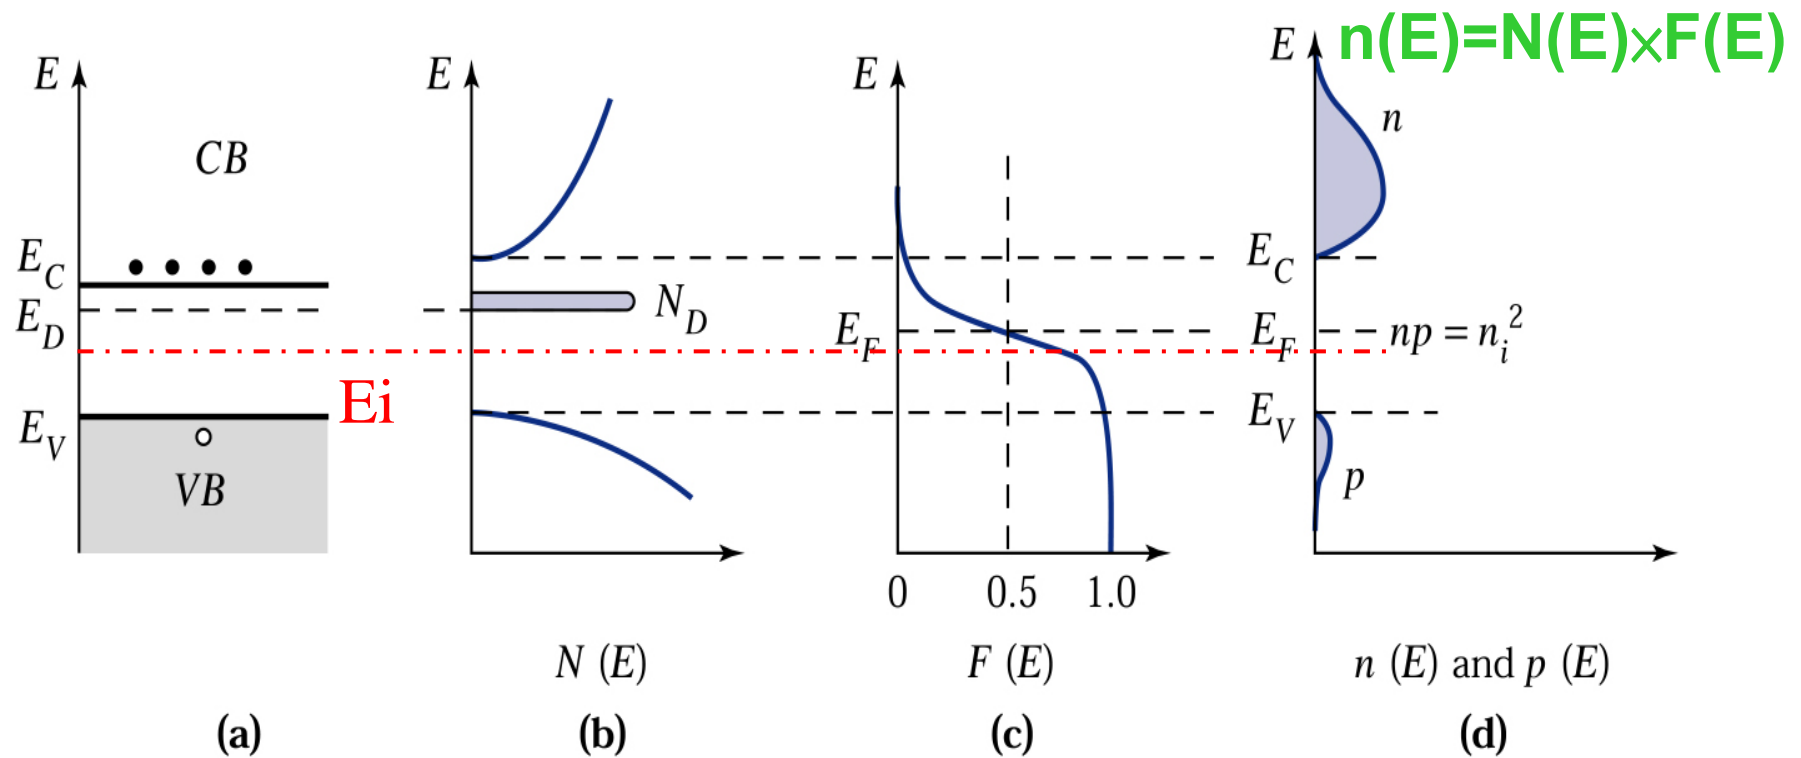 n(E)=N(E)×F(E)
E
E
E
E
CB
n
E_C
E_C
E_D
N_D
E_F
E_F
np = n_i^2
Ei
E_V
E_V
VB
p
0
0.5
1.0
N (E)
F (E)
n (E) and p (E)
(a)
(b)
(c)
(d)